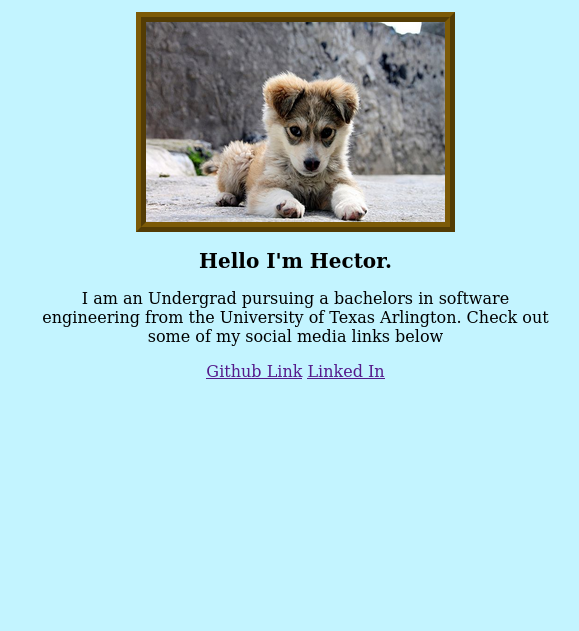 Hello I'm Hector.
I am an Undergrad pursuing a bachelors in software
engineering from the University of Texas Arlington. Check out
some of my social media links below
Github Link Linked In